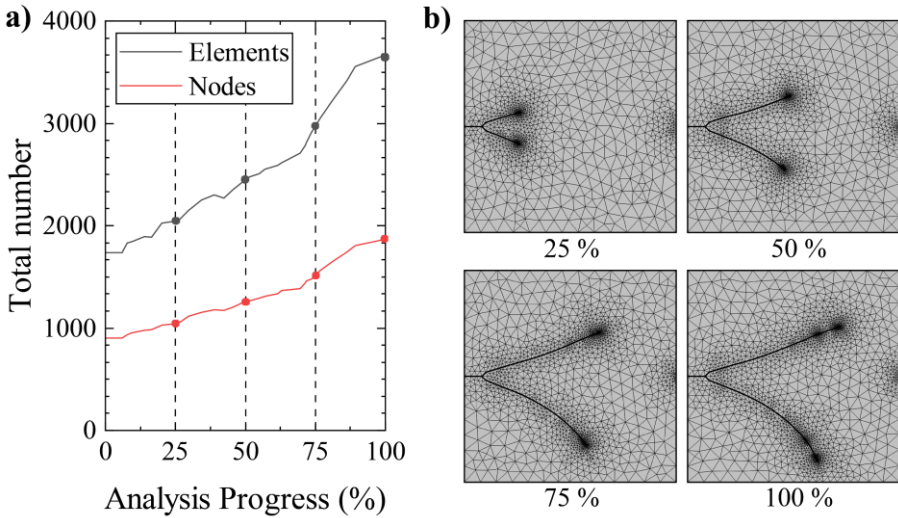 a)
4000
3000
2000
1000
0
Total number
Elements
Nodes
0 25 50 75 100
Analysis Progress (%)
b)
25 % 50 %
75 % 100 %